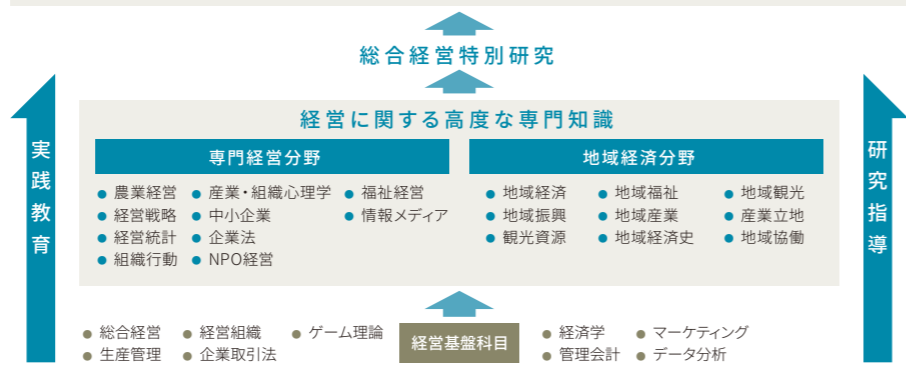 総合経営特別研究
経営に関する高度な専門知識
実践教育
専門経営分野
農業経営 産業・組織心理学 福祉経営
経営戦略 中小企業 情報メディア
経営統計 企業法
組織行動 NPO経営
地域経済分野
地域経済 地域福祉 地域観光
地域振興 地域産業 産業立地
観光資源 地域経済史 地域協働
研究指導
総合経営 経営組織 ゲーム理論
生産管理 企業取引法
経営基盤科目
経済学 マーケティング
管理会計 データ分析